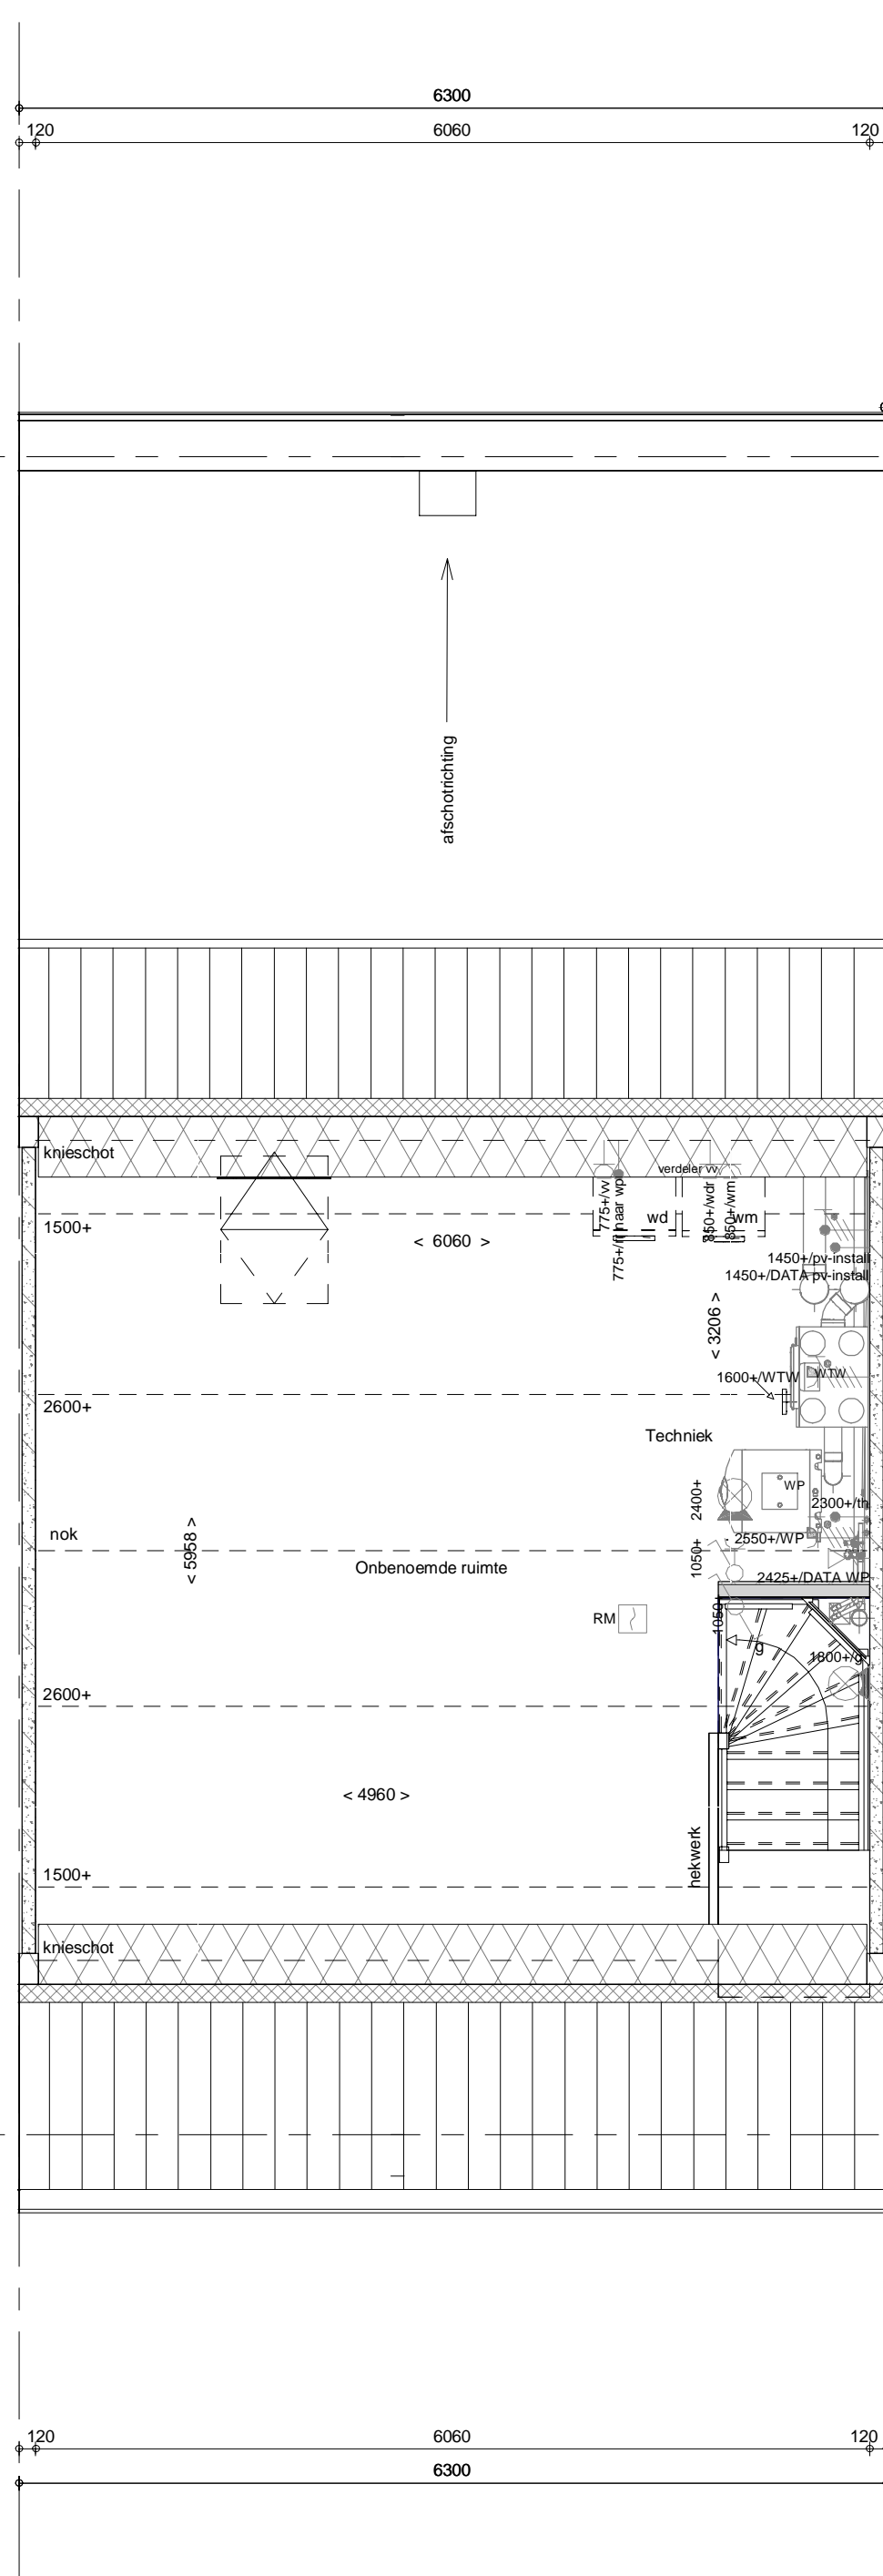 6300
120 6060 120
afschotrichting
knieschot
verdeler vv
775+/vv
775+/fl naar wp
wd
850+/wdr
850+/wm
wm
1500+
< 6060 >
1450+/pv-install
1450+/DATA pv-install
< 3206 >
1600+/WTW
WTW
2600+
Techniek
WP
2400+
2300+/th
nok
< 5958 >
2550+/WP
1050+
Onbenoemde ruimte
2425+/DATA WP
1050+
RM
g
1800+/g
2600+
< 4960 >
hekwerk
1500+
knieschot
120 6060 120
6300